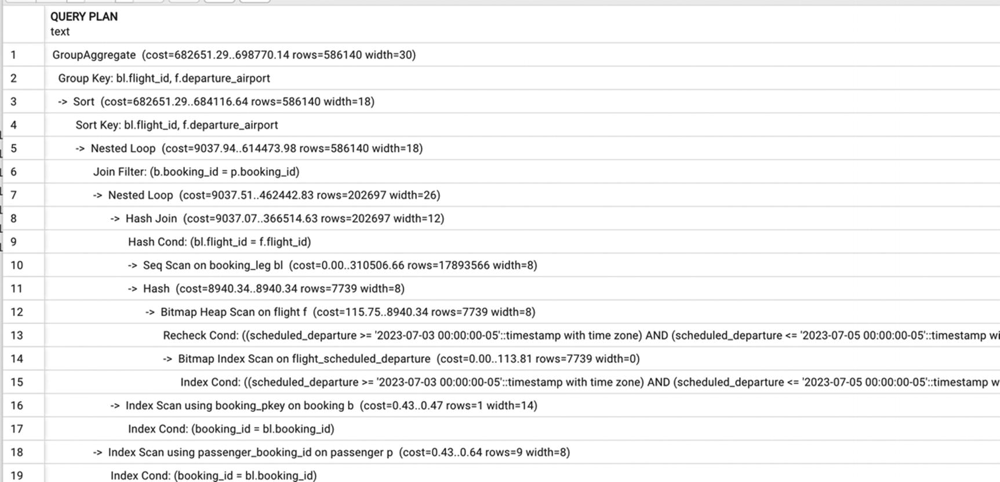 QUERY PLAN
text
1 GroupAggregate (cost=682651.29..698770.14 rows=586140 width=30)
2 Group Key: bl.flight_id, f.departure_airport
3 -> Sort (cost=682651.29..684116.64 rows=586140 width=18)
4 Sort Key: bl.flight_id, f.departure_airport
5 -> Nested Loop (cost=9037.94..614473.98 rows=586140 width=18)
6 Join Filter: (b.booking_id = p.booking_id)
7 -> Nested Loop (cost=9037.51..462442.83 rows=202697 width=26)
8 -> Hash Join (cost=9037.07..366514.63 rows=202697 width=12)
9 Hash Cond: (bl.flight_id = f.flight_id)
10 -> Seq Scan on booking_leg bl (cost=0.00..310506.66 rows=17893566 width=8)
11 -> Hash (cost=8940.34..8940.34 rows=7739 width=8)
12 -> Bitmap Heap Scan on flight f (cost=115.75..8940.34 rows=7739 width=8)
13 Recheck Cond: ((scheduled_departure >= '2023-07-03 00:00:00-05'::timestamp with time zone) AND (scheduled_departure <= '2023-07-05 00:00:00-05'::timestamp wi
14 -> Bitmap Index Scan on flight_scheduled_departure (cost=0.00..113.81 rows=7739 width=0)
15 Index Cond: ((scheduled_departure >= '2023-07-03 00:00:00-05'::timestamp with time zone) AND (scheduled_departure <= '2023-07-05 00:00:00-05'::timestamp w
16 -> Index Scan using booking_pkey on booking b (cost=0.43..0.47 rows=1 width=14)
17 Index Cond: (booking_id = bl.booking_id)
18 -> Index Scan using passenger_booking_id on passenger p (cost=0.43..0.64 rows=9 width=8)
19 Index Cond: (booking_id = bl.booking_id)